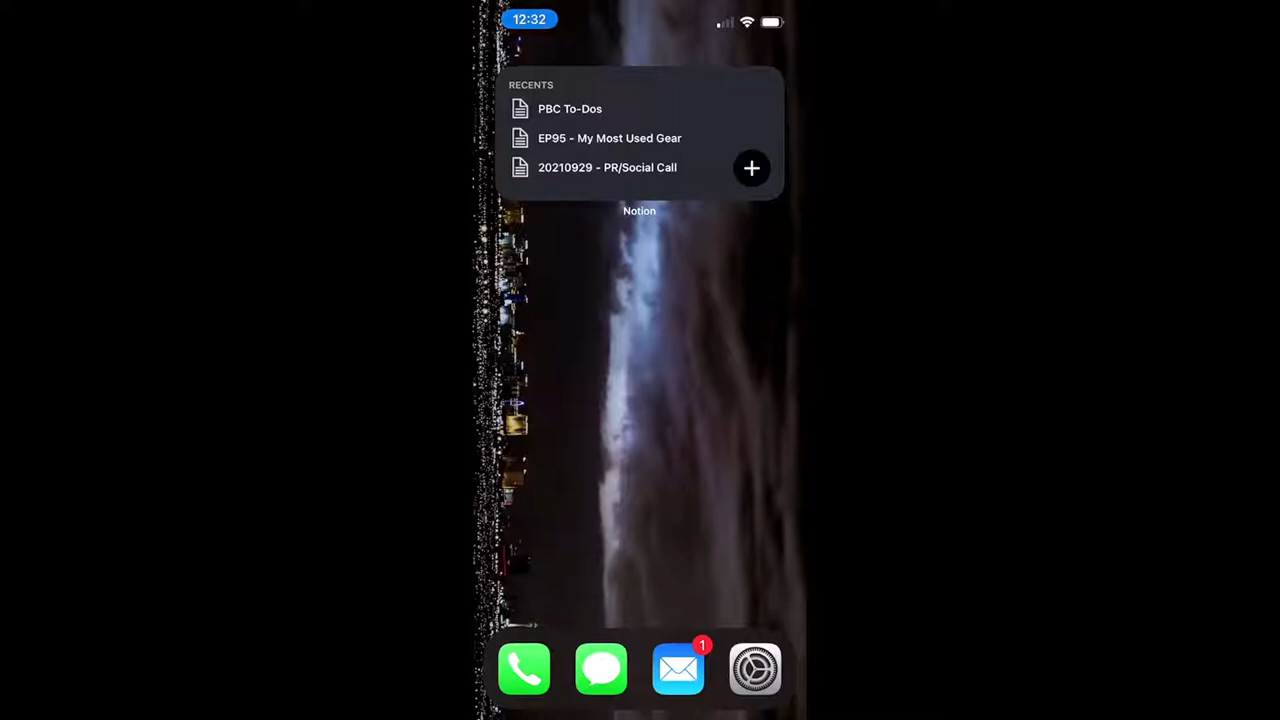 12:32
RECENTS
PBC To-Dos
EP95 - My Most Used Gear
20210929 - PR/Social Call
Notion
1